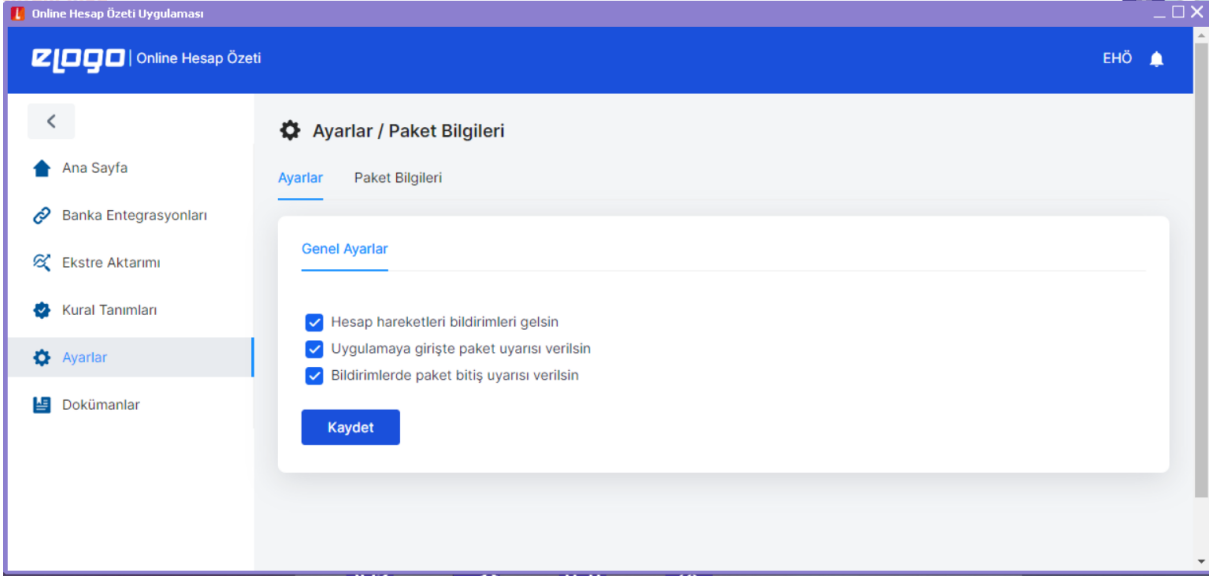 Online Hesap Özeti Uygulaması
eLOGO | Online Hesap Özeti
EHÖ
Ayarlar / Paket Bilgileri
Ana Sayfa
Banka Entegrasyonları
Ekstre Aktarımı
Kural Tanımları
Ayarlar
Dokümanlar
Ayarlar
Paket Bilgileri
Genel Ayarlar
Hesap hareketleri bildirimleri gelsin
Uygulamaya girişte paket uyarısı verilsin
Bildirimlerde paket bitiş uyarısı verilsin
Kaydet